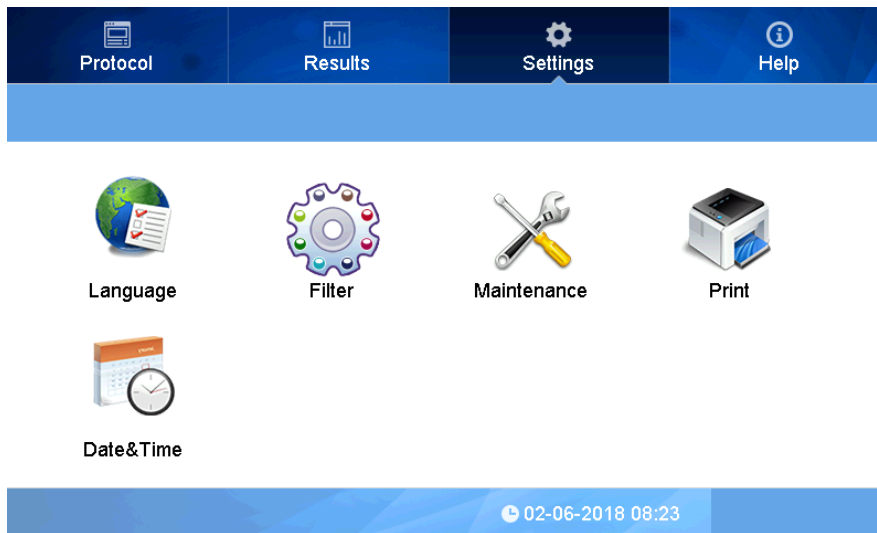 Protocol
Results
Settings
Help
Language
Filter
Maintenance
Print
Date&Time
02-06-2018 08:23